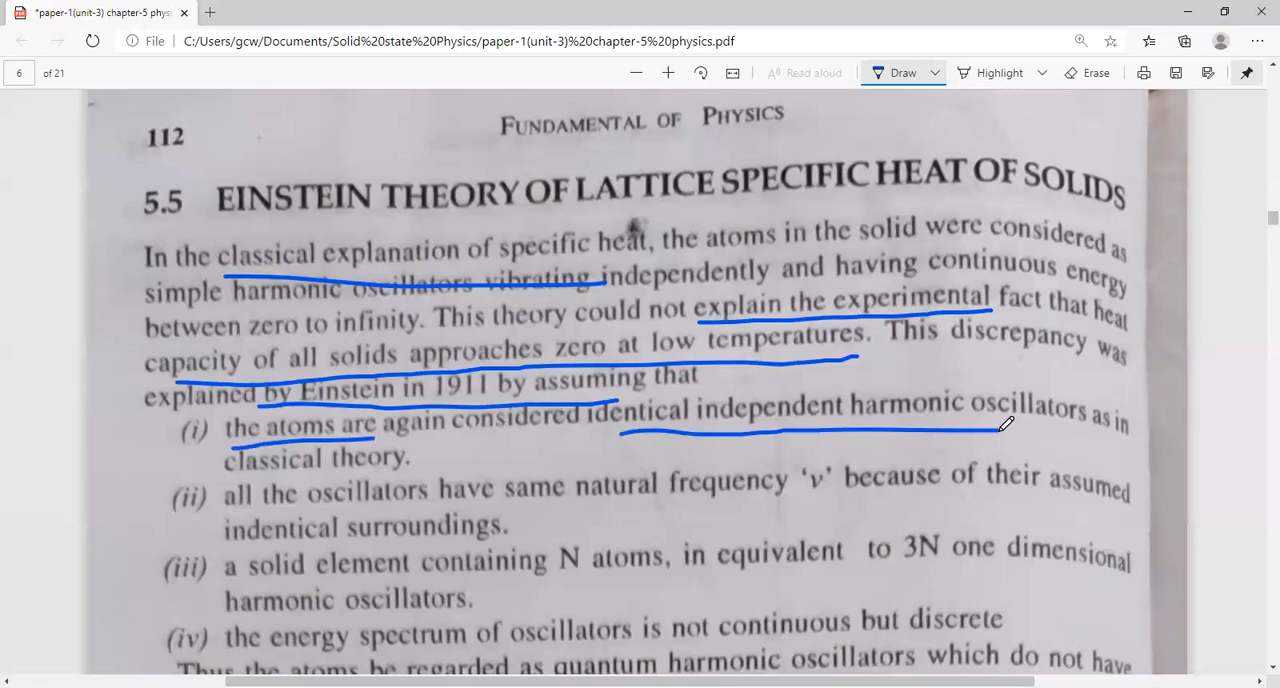 *paper-1(unit-3) chapter-5 physi
File C:/Users/gcw/Documents/Solid%20state%20Physics/paper-1(unit-3)%20chapter-5%20physics.pdf
6 of 21 Read aloud Draw Highlight Erase
112 FUNDAMENTAL OF PHYSICS
5.5 EINSTEIN THEORY OF LATTICE SPECIFIC HEAT OF SOLIDS
In the classical explanation of specific heat, the atoms in the solid were considered as
simple harmonic oscillators vibrating independently and having continuous energy
between zero to infinity. This theory could not explain the experimental fact that heat
capacity of all solids approaches zero at low temperatures. This discrepancy was
explained by Einstein in 1911 by assuming that
(i) the atoms are again considered identical independent harmonic oscillators as in
classical theory.
(ii) all the oscillators have same natural frequency 'ν' because of their assumed
indentical surroundings.
(iii) a solid element containing N atoms, in equivalent to 3N one dimensional
harmonic oscillators.
(iv) the energy spectrum of oscillators is not continuous but discrete
Thus the atoms be regarded as quantum harmonic oscillators which do not have